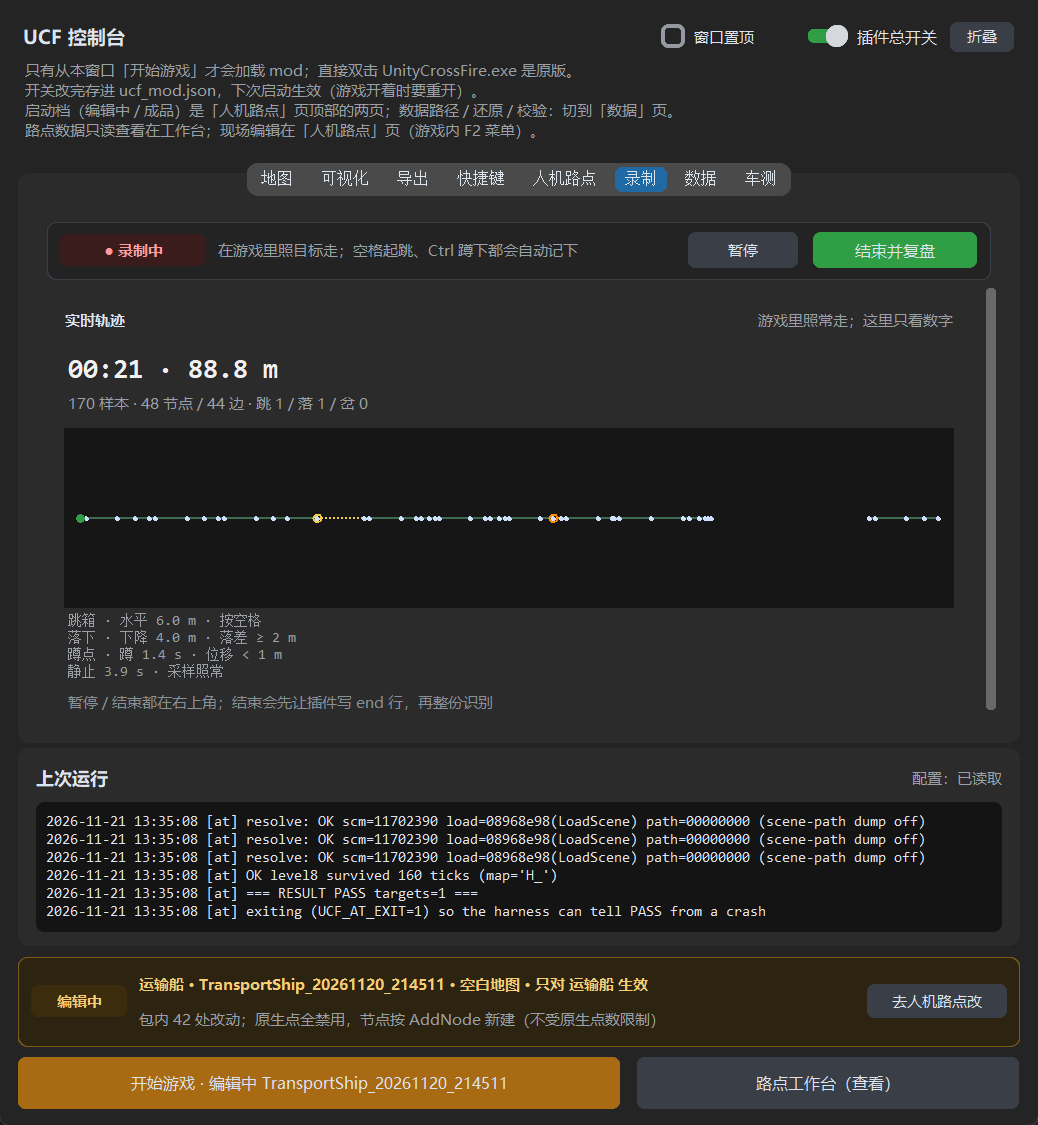 UCF 控制台
窗口置顶
插件总开关
折叠
只有从本窗口「开始游戏」才会加载 mod；直接双击 UnityCrossFire.exe 是原版。
开关改完存进 ucf_mod.json，下次启动生效（游戏开着时要重开）。
启动档（编辑中 / 成品）是「人机路点」页顶部的两页；数据路径 / 还原 / 校验：切到「数据」页。
路点数据只读查看在工作台；现场编辑在「人机路点」页（游戏内 F2 菜单）。
地图 可视化 导出 快捷键 人机路点 录制 数据 车测
● 录制中
在游戏里照目标走；空格起跳、Ctrl 蹲下都会自动记下
暂停
结束并复盘
实时轨迹
游戏里照常走；这里只看数字
00:21 · 88.8 m
170 样本 · 48 节点 / 44 边 · 跳 1 / 落 1 / 岔 0
跳箱 · 水平 6.0 m · 按空格
落下 · 下降 4.0 m · 落差 ≥ 2 m
蹲点 · 蹲 1.4 s · 位移 < 1 m
静止 3.9 s · 采样照常
暂停 / 结束都在右上角；结束会先让插件写 end 行，再整份识别
上次运行
配置：已读取
2026-11-21 13:35:08 [at] resolve: OK scm=11702390 load=08968e98(LoadScene) path=00000000 (scene-path dump off)
2026-11-21 13:35:08 [at] resolve: OK scm=11702390 load=08968e98(LoadScene) path=00000000 (scene-path dump off)
2026-11-21 13:35:08 [at] resolve: OK scm=11702390 load=08968e98(LoadScene) path=00000000 (scene-path dump off)
2026-11-21 13:35:08 [at] OK level8 survived 160 ticks (map='H_')
2026-11-21 13:35:08 [at] === RESULT PASS targets=1 ===
2026-11-21 13:35:08 [at] exiting (UCF_AT_EXIT=1) so the harness can tell PASS from a crash
编辑中
运输船 • TransportShip_20261120_214511 • 空白地图 • 只对 运输船 生效
包内 42 处改动；原生点全禁用，节点按 AddNode 新建（不受原生点数限制）
去人机路点改
开始游戏 · 编辑中 TransportShip_20261120_214511
路点工作台（查看）